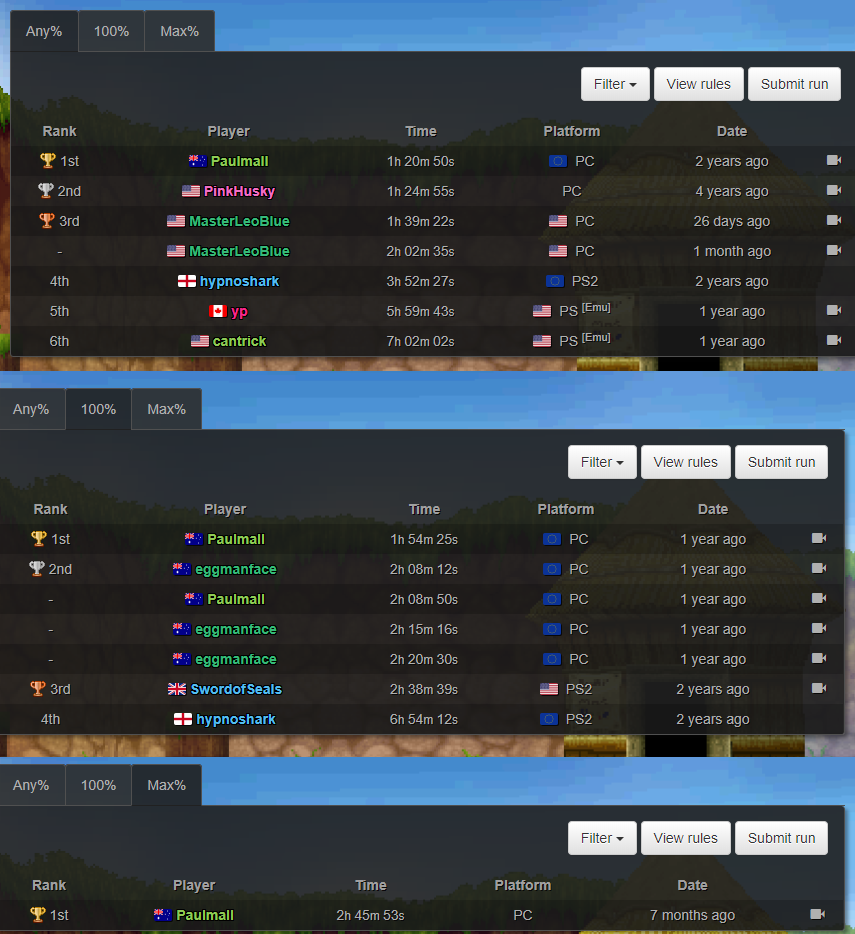 Any% 100% Max%
Filter View rules Submit run
Rank Player Time Platform Date
1st Paulmall 1h 20m 50s PC 2 years ago
2nd PinkHusky 1h 24m 55s PC 4 years ago
3rd MasterLeoBlue 1h 39m 22s PC 26 days ago
- MasterLeoBlue 2h 02m 35s PC 1 month ago
4th hypnoshark 3h 52m 27s PS2 2 years ago
5th yp 5h 59m 43s PS [Emu] 1 year ago
6th cantrick 7h 02m 02s PS [Emu] 1 year ago
Any% 100% Max%
Filter View rules Submit run
Rank Player Time Platform Date
1st Paulmall 1h 54m 25s PC 1 year ago
2nd eggmanface 2h 08m 12s PC 1 year ago
- Paulmall 2h 08m 50s PC 1 year ago
- eggmanface 2h 15m 16s PC 1 year ago
- eggmanface 2h 20m 30s PC 1 year ago
3rd SwordofSeals 2h 38m 39s PS2 2 years ago
4th hypnoshark 6h 54m 12s PS2 2 years ago
Any% 100% Max%
Filter View rules Submit run
Rank Player Time Platform Date
1st Paulmall 2h 45m 53s PC 7 months ago